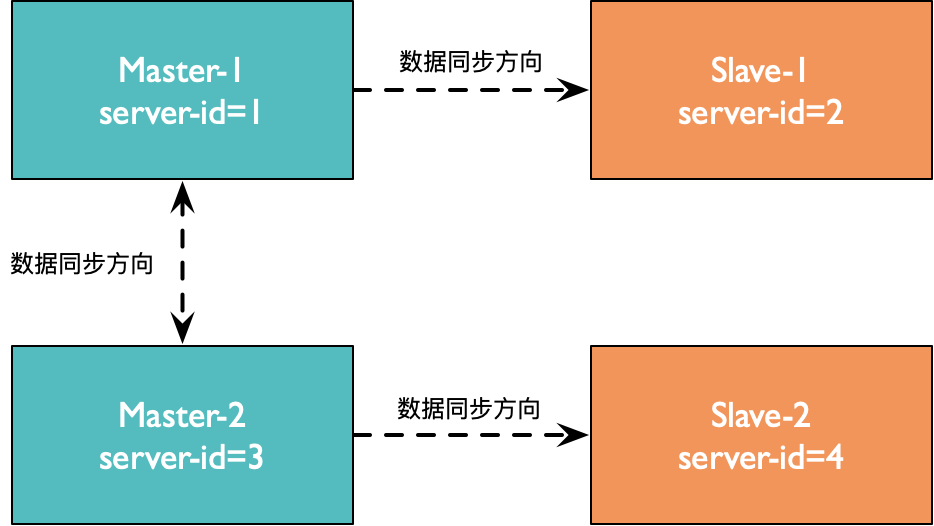 Master-1
server-id=1
数据同步方向
Slave-1
server-id=2
数据同步方向
Master-2
server-id=3
数据同步方向
Slave-2
server-id=4